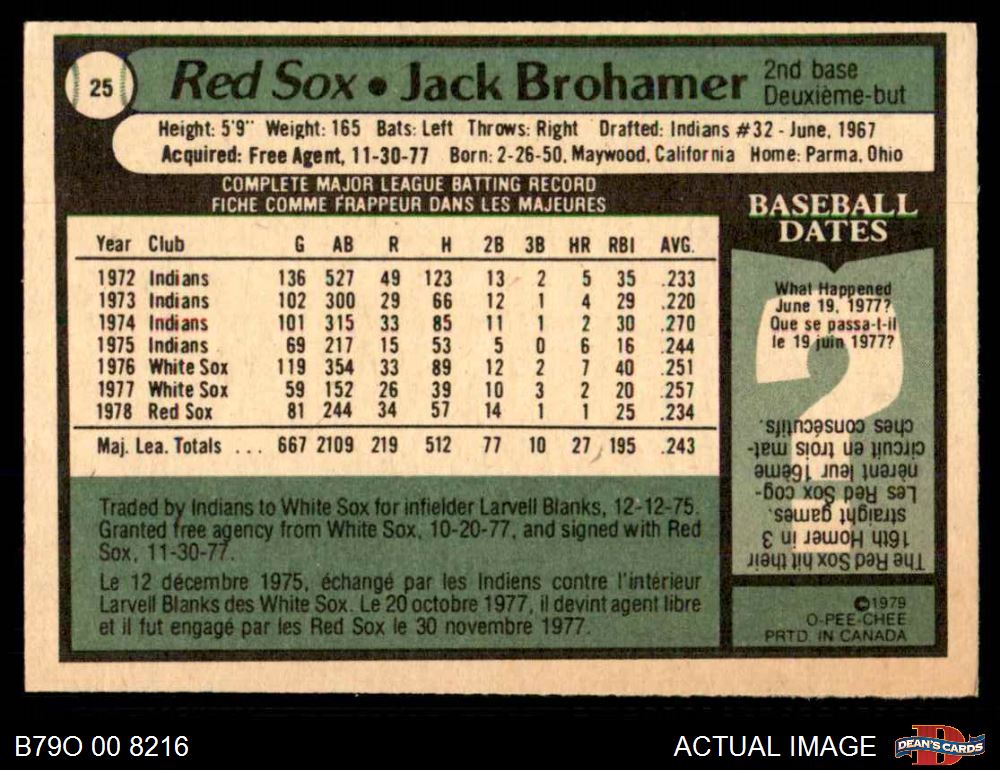 25
Red Sox • Jack Brohamer
2nd base
Deuxième-but
Height: 5'9" Weight: 165 Bats: Left Throws: Right Drafted: Indians #32 - June, 1967
Acquired: Free Agent, 11-30-77 Born: 2-26-50, Maywood, California Home: Parma, Ohio
COMPLETE MAJOR LEAGUE BATTING RECORD
FICHE COMME FRAPPEUR DANS LES MAJEURES
Year Club G AB R H 2B 3B HR RBI AVG.
1972 Indians 136 527 49 123 13 2 5 35 .233
1973 Indians 102 300 29 66 12 1 4 29 .220
1974 Indians 101 315 33 85 11 1 2 30 .270
1975 Indians 69 217 15 53 5 0 6 16 .244
1976 White Sox 119 354 33 89 12 2 7 40 .251
1977 White Sox 59 152 26 39 10 3 2 20 .257
1978 Red Sox 81 244 34 57 14 1 1 25 .234
Maj. Lea. Totals ... 667 2109 219 512 77 10 27 195 .243
Traded by Indians to White Sox for infielder Larvell Blanks, 12-12-75.
Granted free agency from White Sox, 10-20-77, and signed with Red
Sox, 11-30-77.
Le 12 décembre 1975, échangé par les Indiens contre l'intérieur
Larvell Blanks des White Sox. Le 20 octobre 1977, il devint agent libre
et il fut engagé par les Red Sox le 30 novembre 1977.
BASEBALL
DATES
What Happened
June 19, 1977?
Que se passa-t-il
le 19 juin 1977?
The Red Sox hit their
16th Homer in 3
straight games.
Les Red Sox cog-
nèrent leur 16ème
circuit en trois mat-
ches consécutifs.
©1979
O-PEE-CHEE
PRTD. IN CANADA
B79O 00 8216
ACTUAL IMAGE
DEAN'S CARDS